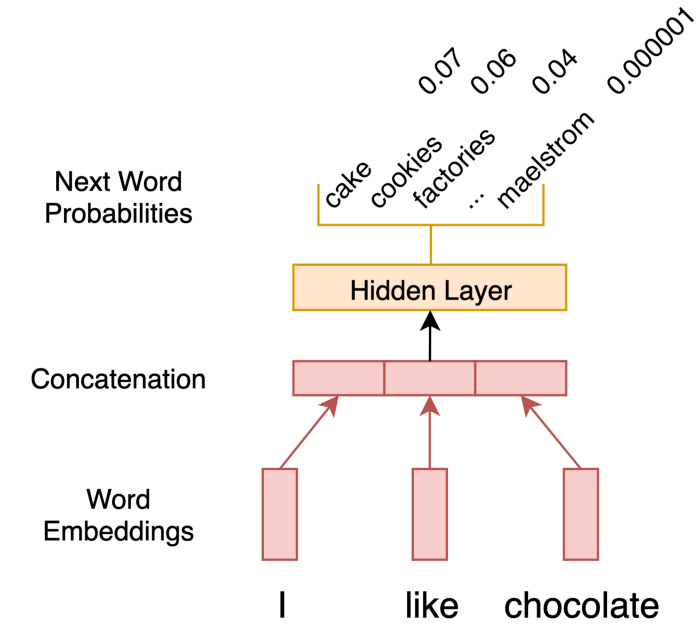 0.07
0.06
0.04
0.000001
cake
cookies
factories
...
maelstrom
Next Word
Probabilities
Hidden Layer
Concatenation
Word
Embeddings
I
like
chocolate